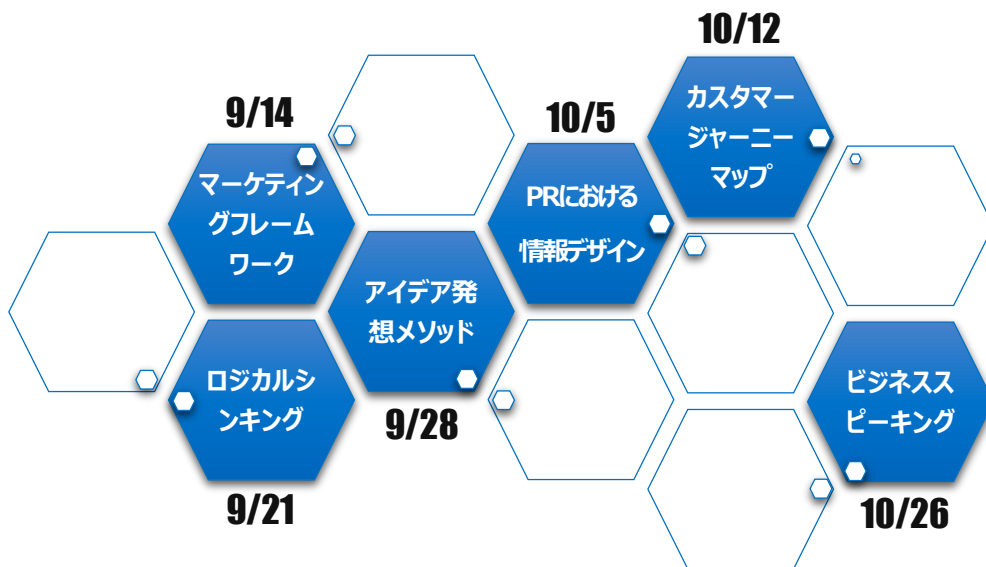 9/14
マーケティン
グフレーム
ワーク
ロジカルシ
ンキング
9/21
アイデア発
想メソッド
9/28
10/5
PRにおける
情報デザイン
10/12
カスタマー
ジャーニー
マップ
ビジネスス
ピーキング
10/26